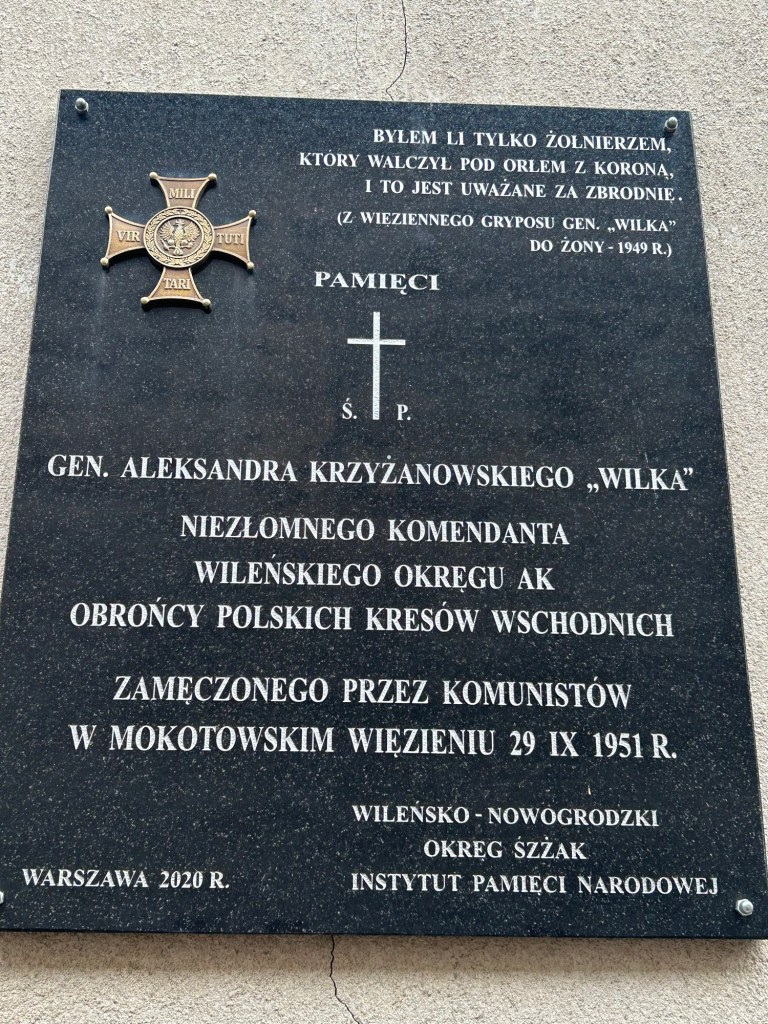 BYŁEM LI TYLKO ŻOŁNIERZEM,
KTÓRY WALCZYŁ POD ORŁEM Z KORONĄ,
I TO JEST UWAŻANE ZA ZBRODNIĘ.
(Z WIĘZIENNEGO GRYPSU GEN. „WILKA”
DO ŻONY - 1949 R.)
MILI
VIR TUTI
TARI
PAMIĘCI
Ś. P.
GEN. ALEKSANDRA KRZYŻANOWSKIEGO „WILKA”
NIEZŁOMNEGO KOMENDANTA
WILEŃSKIEGO OKRĘGU AK
OBROŃCY POLSKICH KRESÓW WSCHODNICH
ZAMĘCZONEGO PRZEZ KOMUNISTÓW
W MOKOTOWSKIM WIĘZIENIU 29 IX 1951 R.
WILEŃSKO - NOWOGRODZKI
OKRĘG ŚZŻAK
WARSZAWA 2020 R.
INSTYTUT PAMIĘCI NARODOWEJ